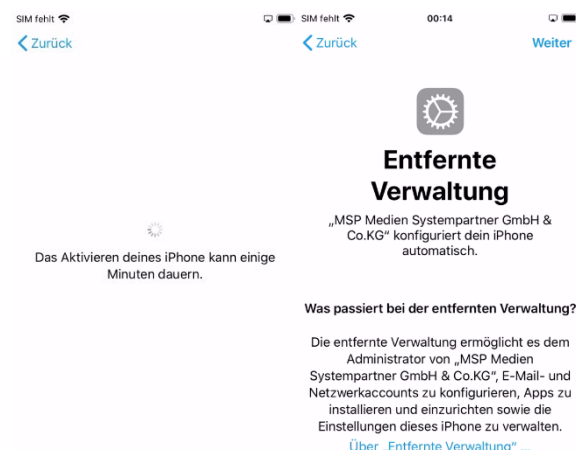 SIM fehlt
Zurück
Das Aktivieren deines iPhone kann einige
Minuten dauern.
SIM fehlt 00:14
Zurück Weiter
Entfernte
Verwaltung
„MSP Medien Systempartner GmbH &
Co.KG“ konfiguriert dein iPhone
automatisch.
Was passiert bei der entfernten Verwaltung?
Die entfernte Verwaltung ermöglicht es dem
Administrator von „MSP Medien
Systempartner GmbH & Co.KG“, E-Mail- und
Netzwerkaccounts zu konfigurieren, Apps zu
installieren und einzurichten sowie die
Einstellungen dieses iPhone zu verwalten.
Über „Entfernte Verwaltung“ ...